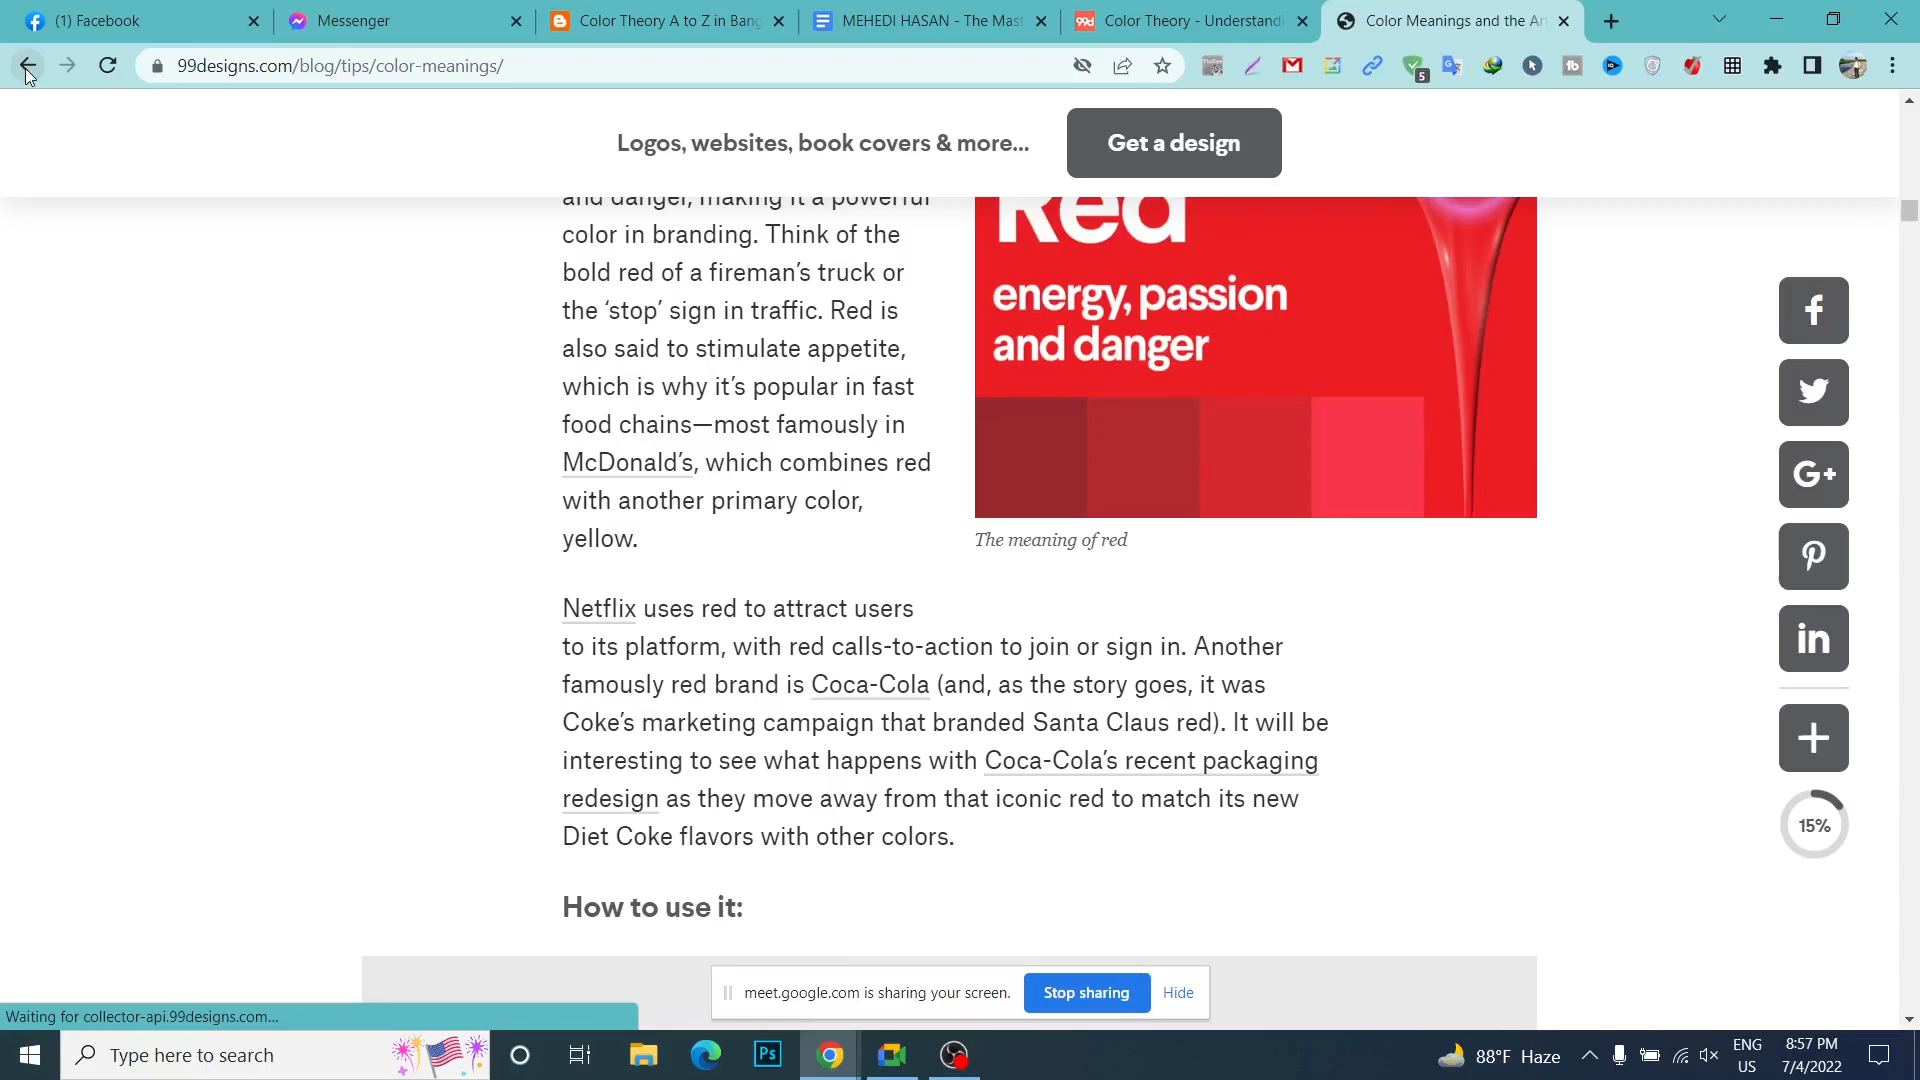 (1) Facebook
Messenger
Color Theory A to Z in Bang
MEHEDI HASAN - The Mast
99d
Color Theory - Understandi
Color Meanings and the Ar
99designs.com/blog/tips/color-meanings/
5
Logos, websites, book covers & more...
Get a design
and danger, making it a powerful
color in branding. Think of the
bold red of a fireman’s truck or
the ‘stop’ sign in traffic. Red is
also said to stimulate appetite,
which is why it’s popular in fast
food chains—most famously in
McDonald’s, which combines red
with another primary color,
yellow.
Red
energy, passion
and danger
The meaning of red
Netflix uses red to attract users
to its platform, with red calls-to-action to join or sign in. Another
famously red brand is Coca-Cola (and, as the story goes, it was
Coke’s marketing campaign that branded Santa Claus red). It will be
interesting to see what happens with Coca-Cola’s recent packaging
redesign as they move away from that iconic red to match its new
Diet Coke flavors with other colors.
How to use it:
f
G+
in
+
15%
meet.google.com is sharing your screen.
Stop sharing
Hide
Waiting for collector-api.99designs.com...
Type here to search
Ps
88°F Haze
ENG
US
8:57 PM
7/4/2022